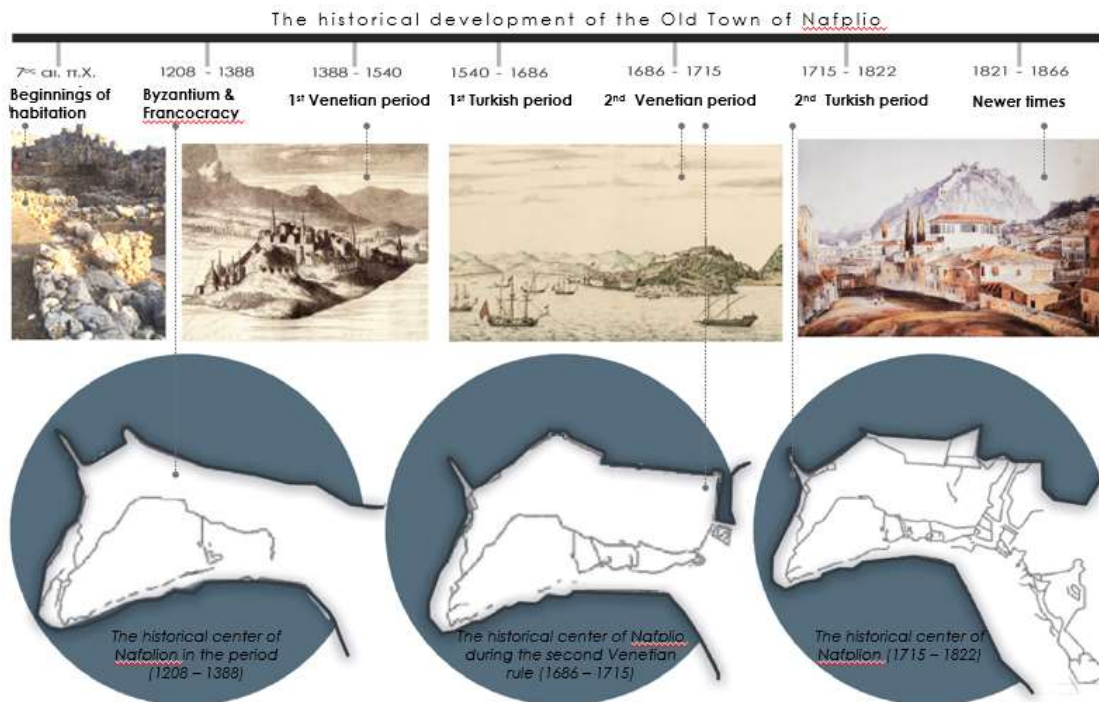 The historical development of the Old Town of Nafplio
7ος αι. π.Χ.
1208 - 1388
1388 - 1540
1540 - 1686
1686 - 1715
1715 - 1822
1821 - 1866
Beginnings of
habitation
Byzantium &
Francocracy
1st Venetian period
1st Turkish period
2nd Venetian period
2nd Turkish period
Newer times
The historical center of
Nafplion in the period
(1208 – 1388)
The historical center of Nafplio
during the second Venetian
rule (1686 – 1715)
The historical center of
Nafplion (1715 – 1822)